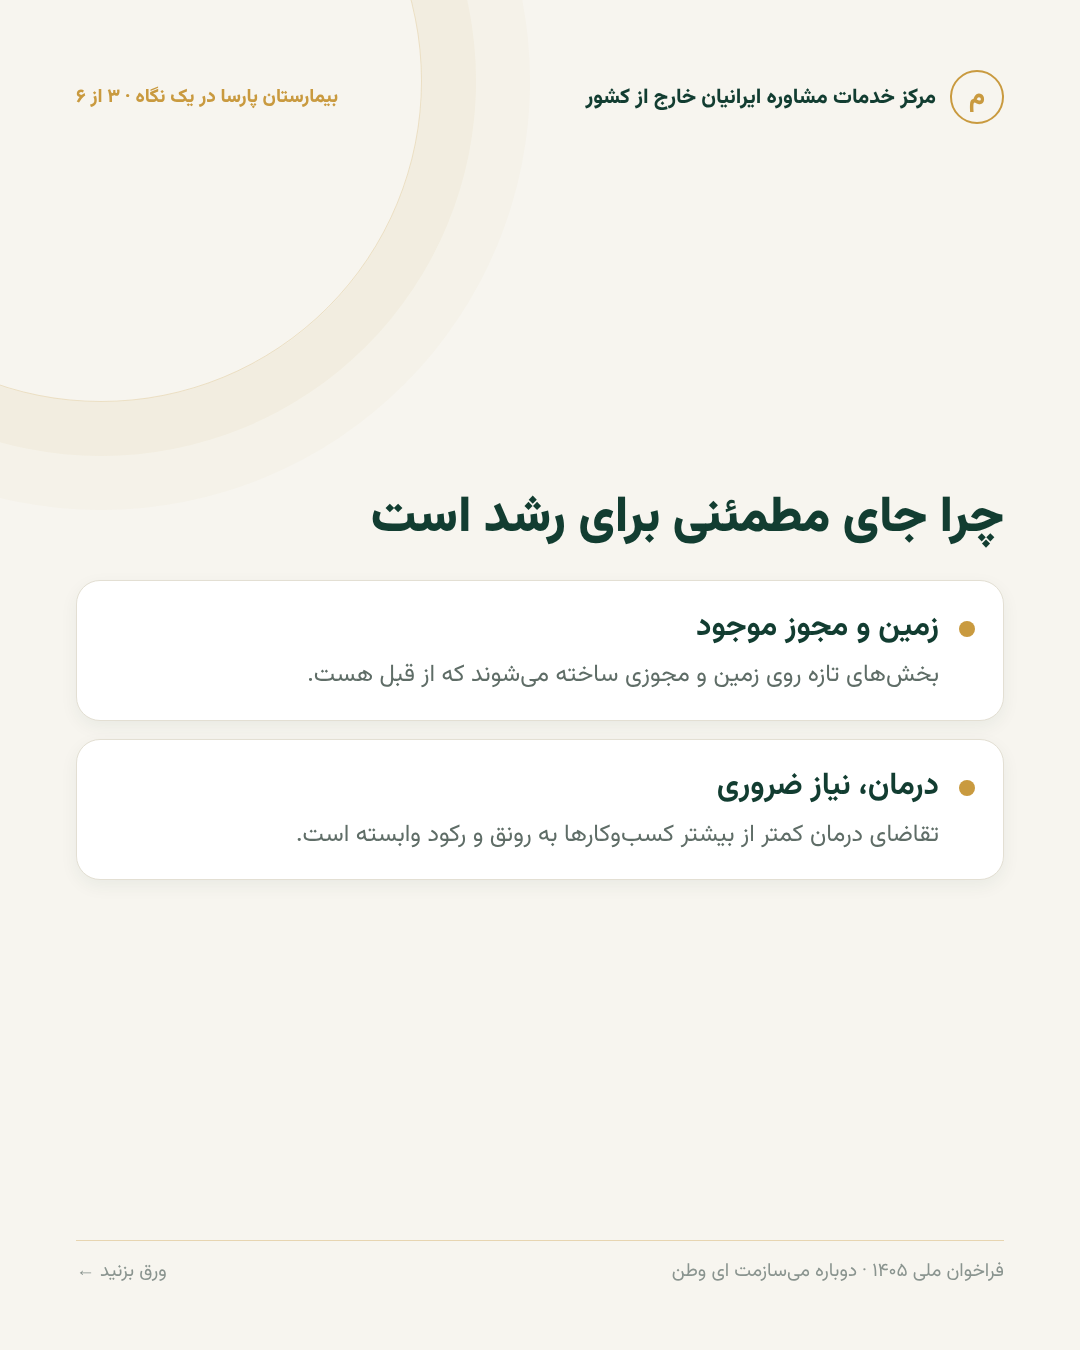 م
مرکز خدمات مشاوره ایرانیان خارج از کشور
بیمارستان پارسا در یک نگاه · ۳ از ۶
چرا جای مطمئنی برای رشد است
زمین و مجوز موجود
بخش‌های تازه روی زمین و مجوزی ساخته می‌شوند که از قبل هست.
درمان، نیاز ضروری
تقاضای درمان کمتر از بیشتر کسب‌وکارها به رونق و رکود وابسته است.
فراخوان ملی ۱۴۰۵ · دوباره می‌سازمت ای وطن
ورق بزنید ←